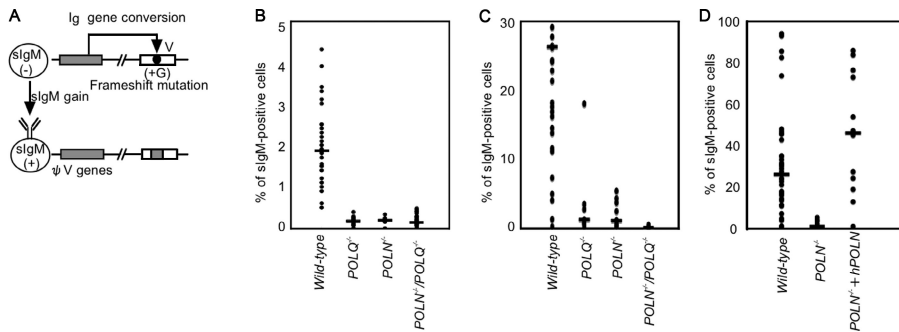 A
Ig gene conversion
sIgM
(-)
V
(+G)
Frameshift mutation
sIgM gain
sIgM
(+)
ψV genes
B
% of sIgM-positive cells
5
4
3
2
1
0
Wild-type
POLQ-/-
POLN-/-
POLN-/-/POLQ-/-
C
% of sIgM-positive cells
30
20
10
0
Wild-type
POLQ-/-
POLN-/-
POLN-/-/POLQ-/-
D
% of sIgM-positive cells
100
80
60
40
20
0
Wild-type
POLN-/-
POLN-/- + hPOLN